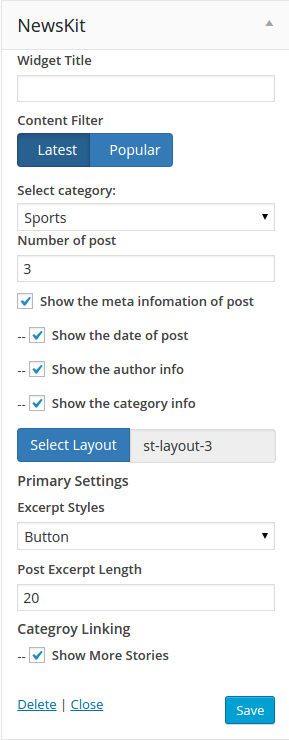 NewsKit
Widget Title
Content Filter
Latest Popular
Select category:
Sports
Number of post
3
Show the meta infomation of post
-- Show the date of post
-- Show the author info
-- Show the category info
Select Layout st-layout-3
Primary Settings
Excerpt Styles
Button
Post Excerpt Length
20
Categroy Linking
-- Show More Stories
Delete | Close Save